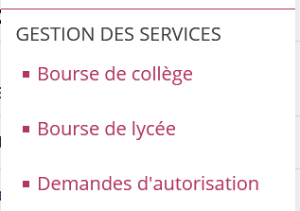 GESTION DES SERVICES
Bourse de collège
Bourse de lycée
Demandes d'autorisation